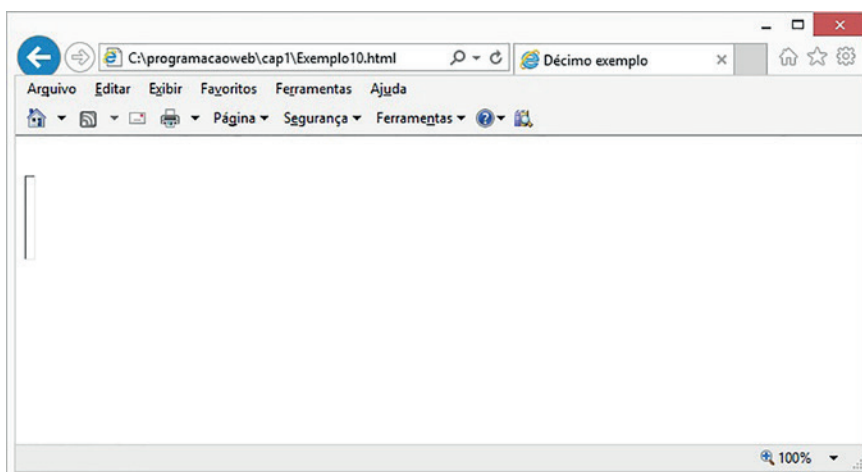 C:\programacaoweb\cap1\Exemplo10.html
Décimo exemplo
Arquivo Editar Exibir Favoritos Ferramentas Ajuda
Página Segurança Ferramentas
100%